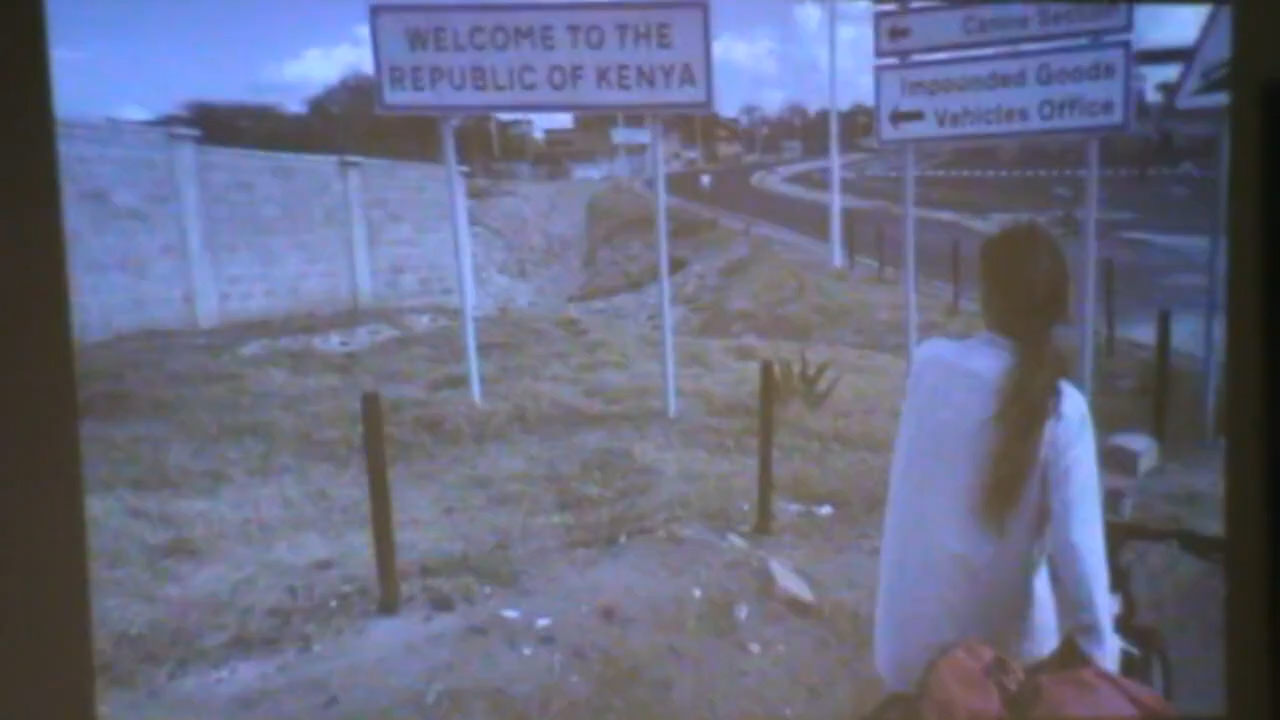 WELCOME TO THE
REPUBLIC OF KENYA
Canine Section
Impounded Goods
Vehicles Office